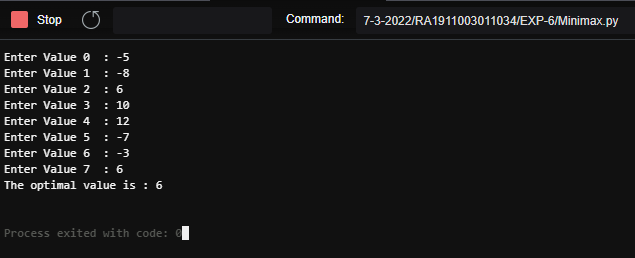 Stop Command: 7-3-2022/RA1911003011034/EXP-6/Minimax.py
Enter Value 0 : -5
Enter Value 1 : -8
Enter Value 2 : 6
Enter Value 3 : 10
Enter Value 4 : 12
Enter Value 5 : -7
Enter Value 6 : -3
Enter Value 7 : 6
The optimal value is : 6
Process exited with code: 0